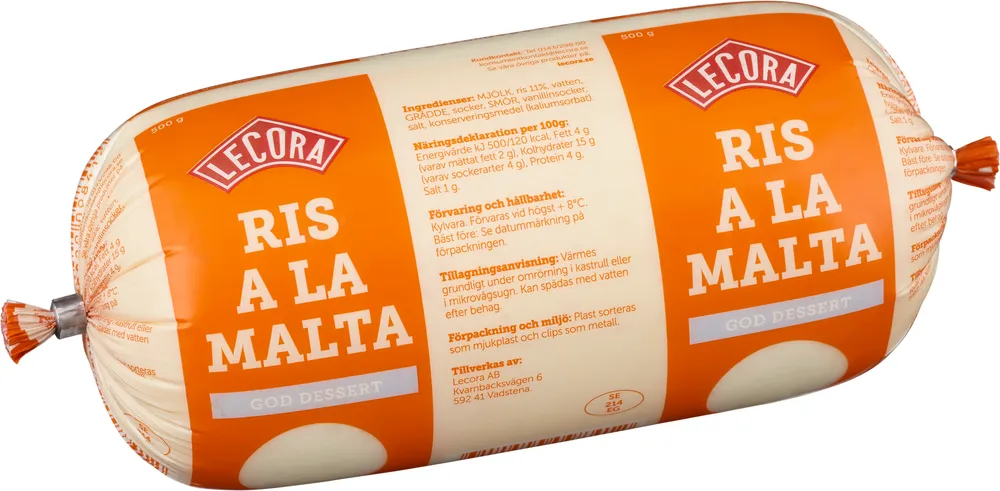 500 g
LECORA
RIS
A LA
MALTA
GOD DESSERT
Kundkontakt: Tel 0143/298 00
konsumentkontakt@lecora.se
Se våra övriga produkter på,
lecora.se
Ingredienser: MJÖLK, ris 11%, vatten,
GRÄDDE, socker, SMÖR, vanillinsocker,
salt, konserveringsmedel (kaliumsorbat).
Näringsdeklaration per 100g:
Energivärde kJ 500/120 kcal, Fett 4 g
(varav mättat fett 2 g), Kolhydrater 15 g
(varav sockerarter 4 g), Protein 4 g,
Salt 1 g.
Förvaring och hållbarhet:
Kylvara. Förvaras vid högst + 8°C.
Bäst före: Se datummärkning på
förpackningen.
Tillagningsanvisning: Värmes
grundligt under omrörning i kastrull eller
i mikrovågsugn. Kan spädas med vatten
efter behag.
Förpackning och miljö: Plast sorteras
som mjukplast och clips som metall.
Tillverkas av:
Lecora AB
Kvarnbacksvägen 6
592 41 Vadstena.
SE
214
EG
500 g
LECORA
RIS
A LA
MALTA
GOD DESSERT